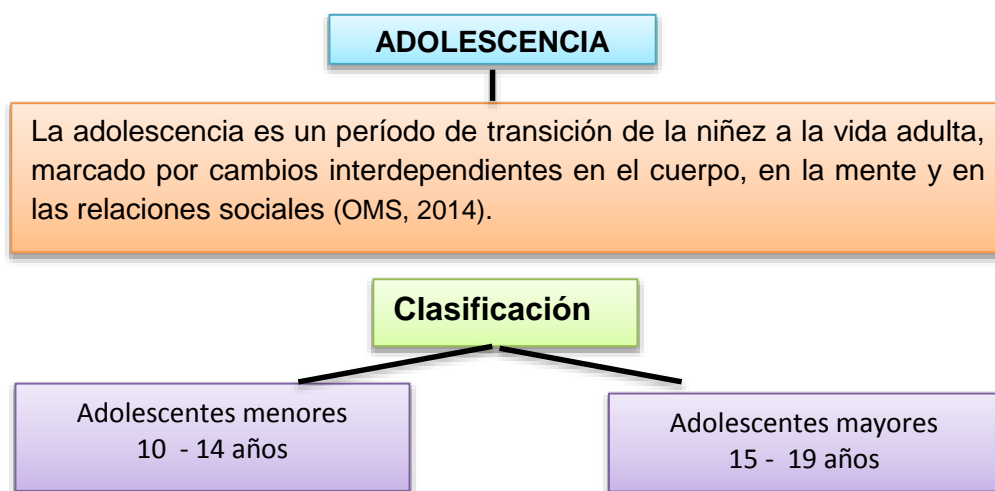 ADOLESCENCIA
La adolescencia es un período de transición de la niñez a la vida adulta,
marcado por cambios interdependientes en el cuerpo, en la mente y en
las relaciones sociales (OMS, 2014).
Clasificación
Adolescentes menores
10 - 14 años
Adolescentes mayores
15 - 19 años